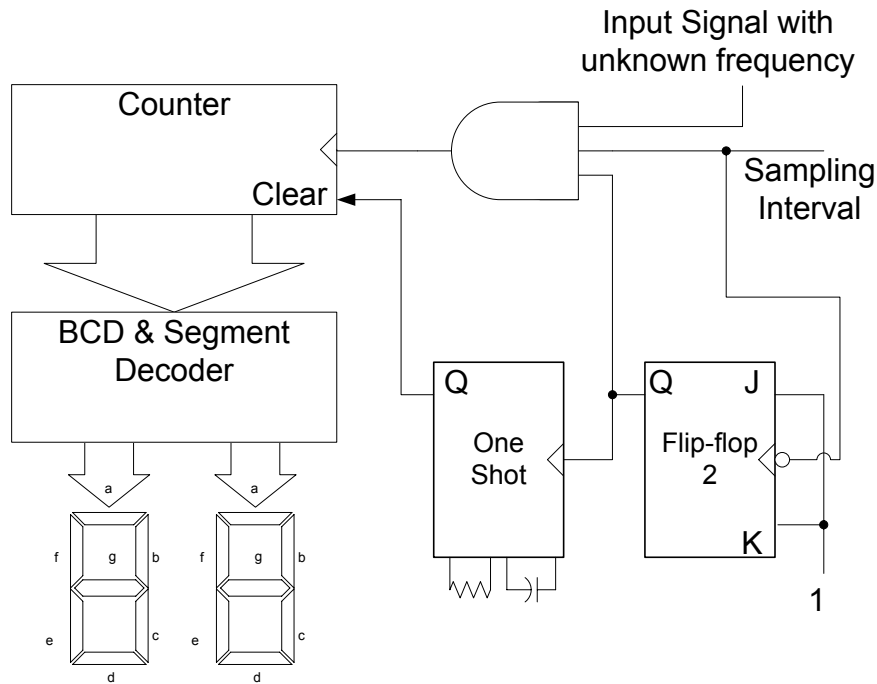 Input Signal with
unknown frequency
Counter
Clear
Sampling
Interval
BCD & Segment
Decoder
Q
One
Shot
Q
J
Flip-flop
2
K
1
a
f
g
b
e
c
d
a
f
g
b
e
c
d